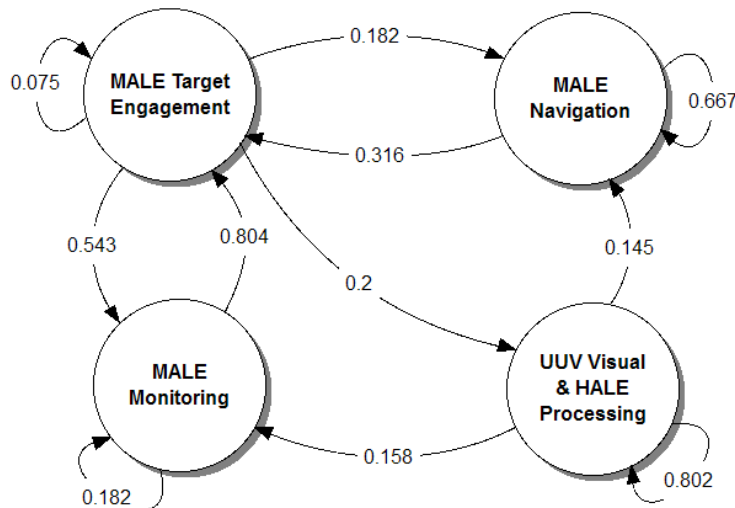 0.182
0.075
MALE Target
Engagement
MALE
Navigation
0.667
0.316
0.543
0.804
0.145
0.2
MALE
Monitoring
UUV Visual
& HALE
Processing
0.158
0.182
0.802